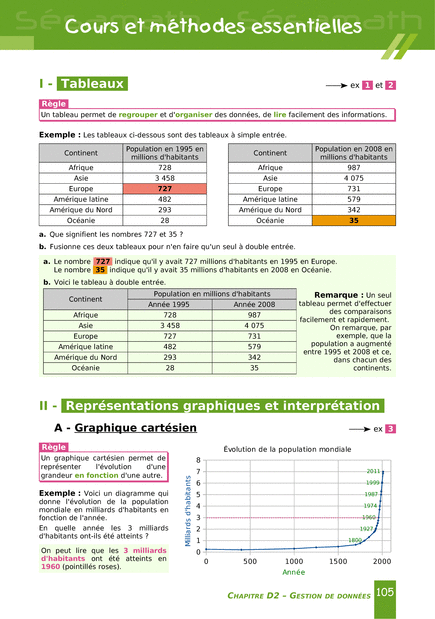 Sésamath Sésamath
Cours et méthodes essentielles
I - Tableaux
ex 1 et 2
Règle
Un tableau permet de regrouper et d'organiser des données, de lire facilement des informations.
Exemple : Les tableaux ci-dessous sont des tableaux à simple entrée.
Continent Population en 1995 en millions d'habitants
Afrique 728
Asie 3 458
Europe 727
Amérique latine 482
Amérique du Nord 293
Océanie 28
Continent Population en 2008 en millions d'habitants
Afrique 987
Asie 4 075
Europe 731
Amérique latine 579
Amérique du Nord 342
Océanie 35
a. Que signifient les nombres 727 et 35 ?
b. Fusionne ces deux tableaux pour n'en faire qu'un seul à double entrée.
a. Le nombre 727 indique qu'il y avait 727 millions d'habitants en 1995 en Europe.
Le nombre 35 indique qu'il y avait 35 millions d'habitants en 2008 en Océanie.
b. Voici le tableau à double entrée.
Continent Population en millions d'habitants
Année 1995 Année 2008
Afrique 728 987
Asie 3 458 4 075
Europe 727 731
Amérique latine 482 579
Amérique du Nord 293 342
Océanie 28 35
Remarque : Un seul
tableau permet d'effectuer
des comparaisons
facilement et rapidement.
On remarque, par
exemple, que la
population a augmenté
entre 1995 et 2008 et ce,
dans chacun des
continents.
II - Représentations graphiques et interprétation
A - Graphique cartésien
ex 3
Règle
Un graphique cartésien permet de
représenter l'évolution d'une
grandeur en fonction d'une autre.
Exemple : Voici un diagramme qui
donne l'évolution de la population
mondiale en milliards d'habitants en
fonction de l'année.
En quelle année les 3 milliards
d'habitants ont-ils été atteints ?
On peut lire que les 3 milliards
d'habitants ont été atteints en
1960 (pointillés roses).
Évolution de la population mondiale
Milliards d'habitants
8
7
6
5
4
3
2
1
0
2011
1999
1987
1974
1960
1927
1800
0 500 1000 1500 2000
Année
CHAPITRE D2 – GESTION DE DONNÉES 105